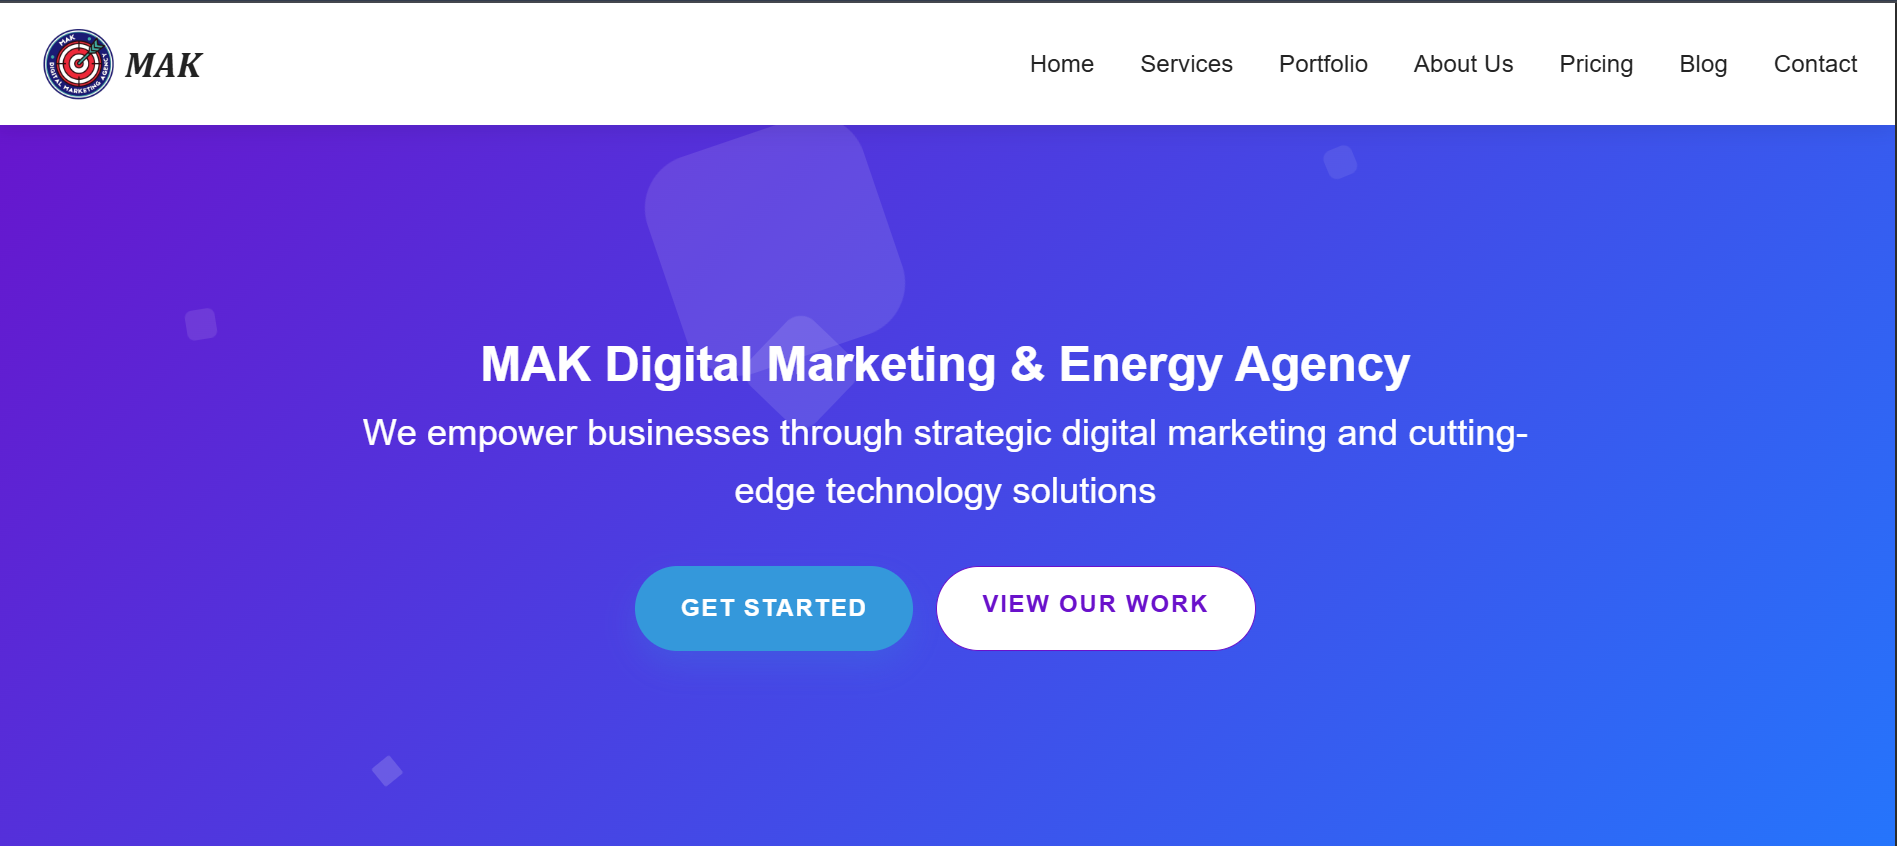 MAK
DIGITAL MARKETING AGENCY
MAK
Home Services Portfolio About Us Pricing Blog Contact
MAK Digital Marketing & Energy Agency
We empower businesses through strategic digital marketing and cutting-
edge technology solutions
GET STARTED VIEW OUR WORK